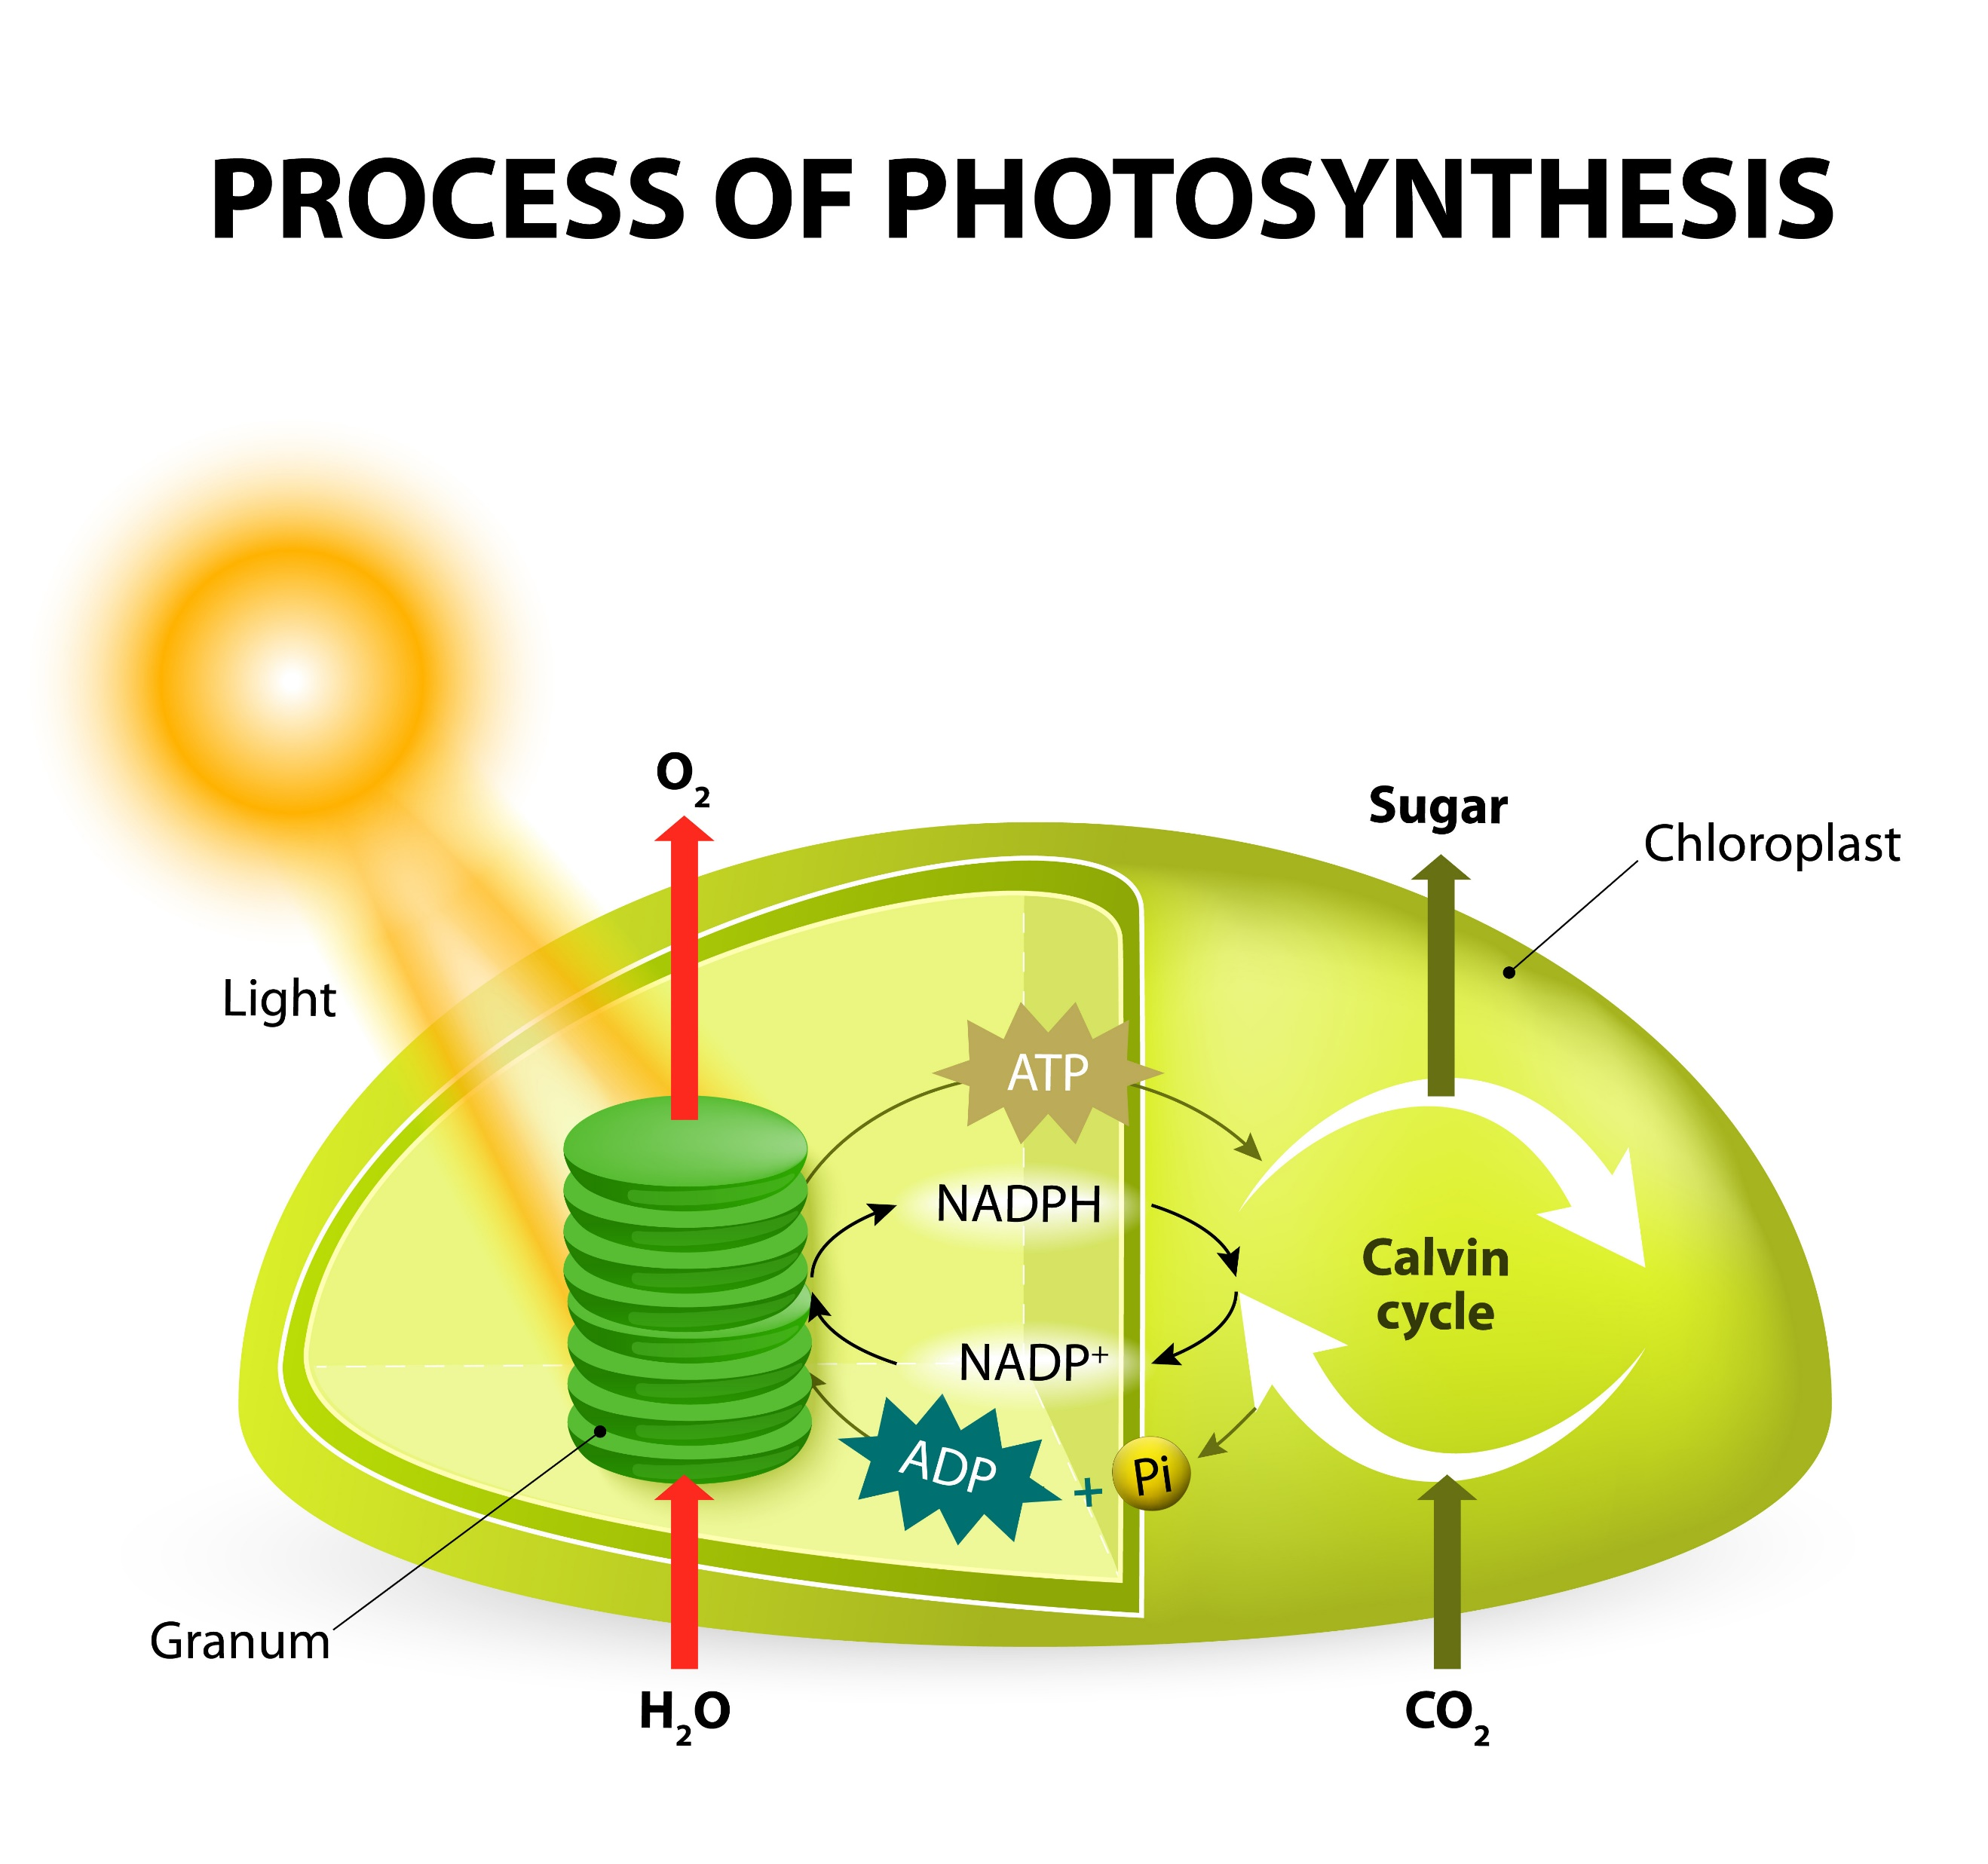 PROCESS OF PHOTOSYNTHESIS
O₂
Sugar
Chloroplast
Light
ATP
NADPH
Calvin
cycle
NADP⁺
ADP + Pi
Granum
H₂O
CO₂